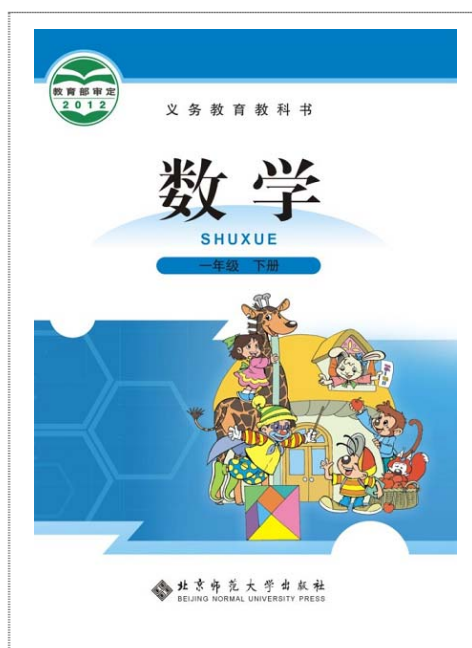 教育部审定
2012
义务教育教科书
数学
SHUXUE
一年级 下册
北京师范大学出版社
BEIJING NORMAL UNIVERSITY PRESS